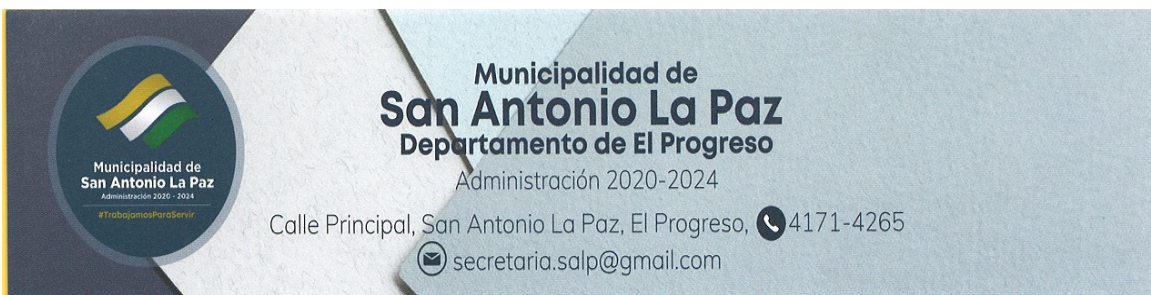 Municipalidad de
San Antonio La Paz
Administración 2020 - 2024
#TrabajamosParaServir
Municipalidad de
San Antonio La Paz
Departamento de El Progreso
Administración 2020-2024
Calle Principal, San Antonio La Paz, El Progreso, 4171-4265
secretaria.salp@gmail.com